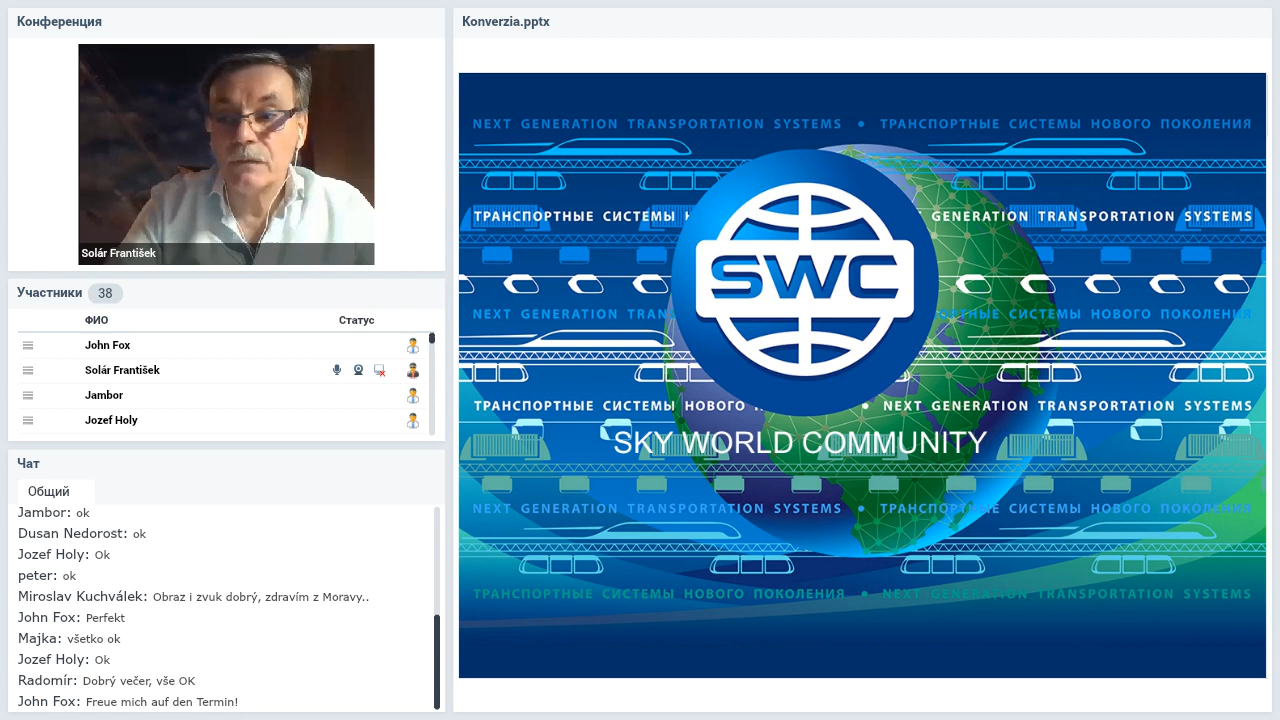 Конференция
Solár František
Участники 38
ФИО Статус
John Fox
Solár František
Jambor
Jozef Holy
Чат
Общий
Jambor: ok
Dusan Nedorost: ok
Jozef Holy: Ok
peter: ok
Miroslav Kuchválek: Obraz i zvuk dobrý, zdravím z Moravy..
John Fox: Perfekt
Majka: všetko ok
Jozef Holy: Ok
Radomír: Dobrý večer, vše OK
John Fox: Freue mich auf den Termin!
Konverzia.pptx
NEXT GENERATION TRANSPORTATION SYSTEMS • ТРАНСПОРТНЫЕ СИСТЕМЫ НОВОГО ПОКОЛЕНИЯ
ТРАНСПОРТНЫЕ СИСТЕМЫ GENERATION TRANSPORTATION SYSTEMS
SWC
NEXT GENERATION СИСТЕМЫ НОВОГО ПОКОЛЕНИЯ
ТРАНСПОРТНЫЕ СИСТЕМЫ НОВОГО • NEXT GENERATION TRANSPORTATION SYSTEMS
SKY WORLD COMMUNITY
NEXT GENERATION TRANSPORTATION SYSTEMS • ТРАНСПОРТНЫЕ СИСТЕМЫ НОВОГО ПОКОЛЕНИЯ
ТРАНСПОРТНЫЕ СИСТЕМЫ НОВОГО ПОКОЛЕНИЯ • NEXT GENERATION TRANSPORTATION SYSTEMS